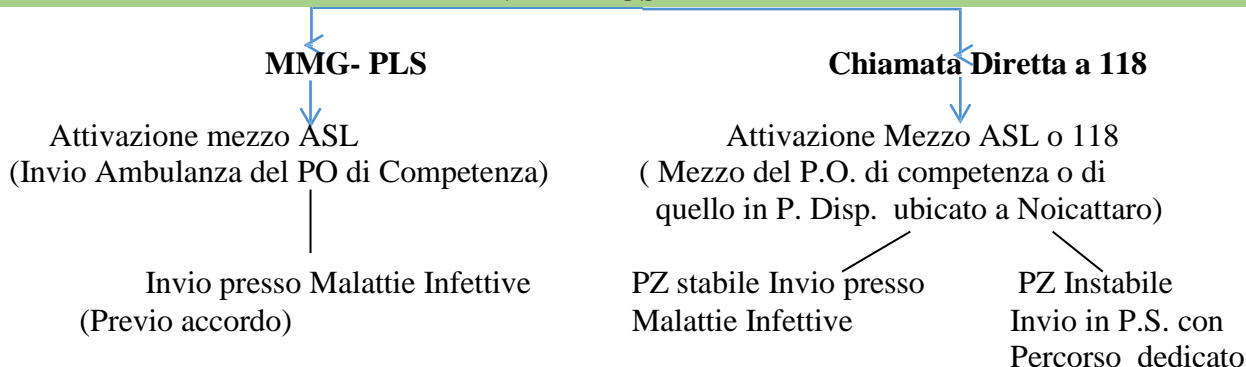 MMG- PLS
Attivazione mezzo ASL
(Invio Ambulanza del PO di Competenza)
Invio presso Malattie Infettive
(Previo accordo)
Chiamata Diretta a 118
Attivazione Mezzo ASL o 118
( Mezzo del P.O. di competenza o di
quello in P. Disp. ubicato a Noicattaro)
PZ stabile Invio presso
Malattie Infettive
PZ Instabile
Invio in P.S. con
Percorso dedicato